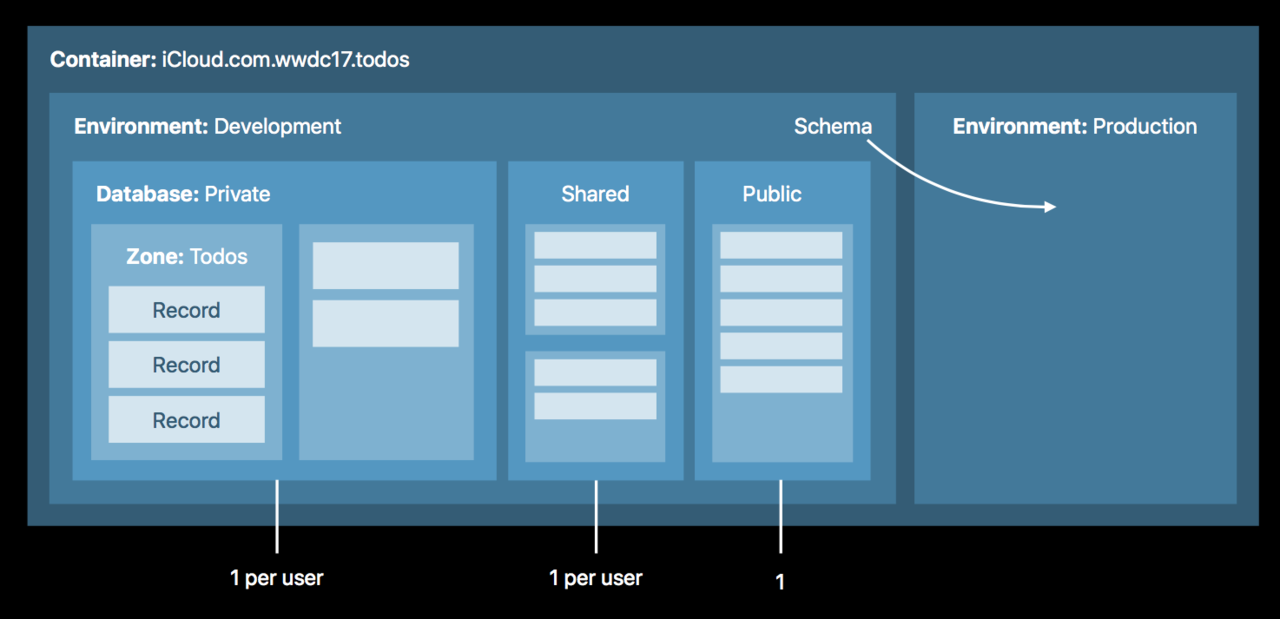 Container: iCloud.com.wwdc17.todos
Environment: Development
Schema
Environment: Production
Database: Private
Shared
Public
Zone: Todos
Record
Record
Record
1 per user
1 per user
1